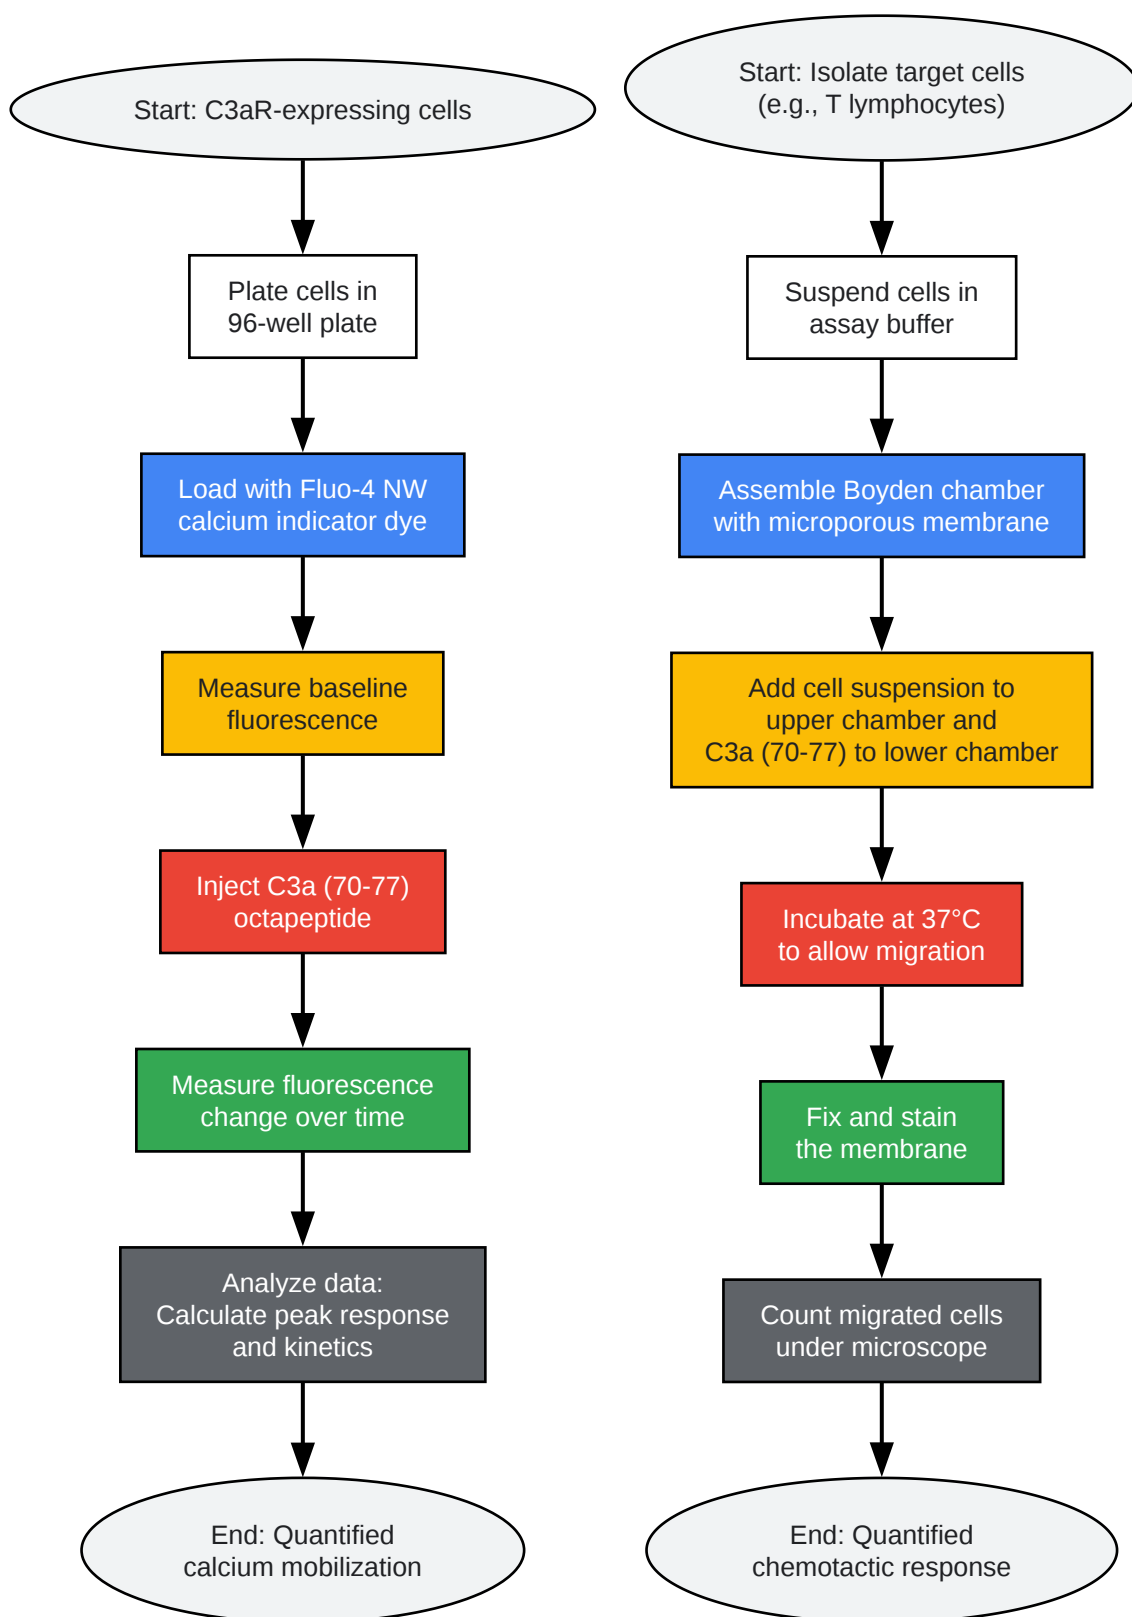 Start: C3aR-expressing cells
Plate cells in
96-well plate
Load with Fluo-4 NW
calcium indicator dye
Measure baseline
fluorescence
Inject C3a (70-77)
octapeptide
Measure fluorescence
change over time
Analyze data:
Calculate peak response
and kinetics
End: Quantified
calcium mobilization
Start: Isolate target cells
(e.g., T lymphocytes)
Suspend cells in
assay buffer
Assemble Boyden chamber
with microporous membrane
Add cell suspension to
upper chamber and
C3a (70-77) to lower chamber
Incubate at 37°C
to allow migration
Fix and stain
the membrane
Count migrated cells
under microscope
End: Quantified
chemotactic response